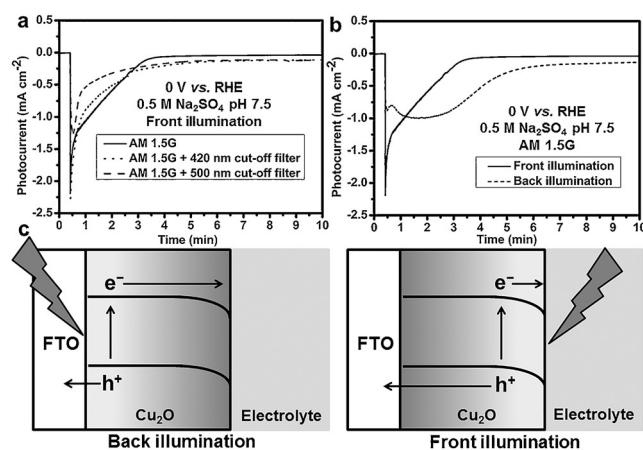 a
0.5
0.0
-0.5
-1.0
-1.5
-2.0
-2.5
Photocurrent (mA cm⁻²)
0 V vs. RHE
0.5 M Na₂SO₄ pH 7.5
Front illumination
AM 1.5G
AM 1.5G + 420 nm cut-off filter
AM 1.5G + 500 nm cut-off filter
0 1 2 3 4 5 6 7 8 9 10
Time (min)
b
0.5
0.0
-0.5
-1.0
-1.5
-2.0
-2.5
Photocurrent (mA cm⁻²)
0 V vs. RHE
0.5 M Na₂SO₄ pH 7.5
AM 1.5G
Front illumination
Back illumination
0 1 2 3 4 5 6 7 8 9 10
Time (min)
c
e⁻
FTO
h⁺
Cu₂O
Electrolyte
Back illumination
e⁻
FTO
h⁺
Cu₂O
Electrolyte
Front illumination